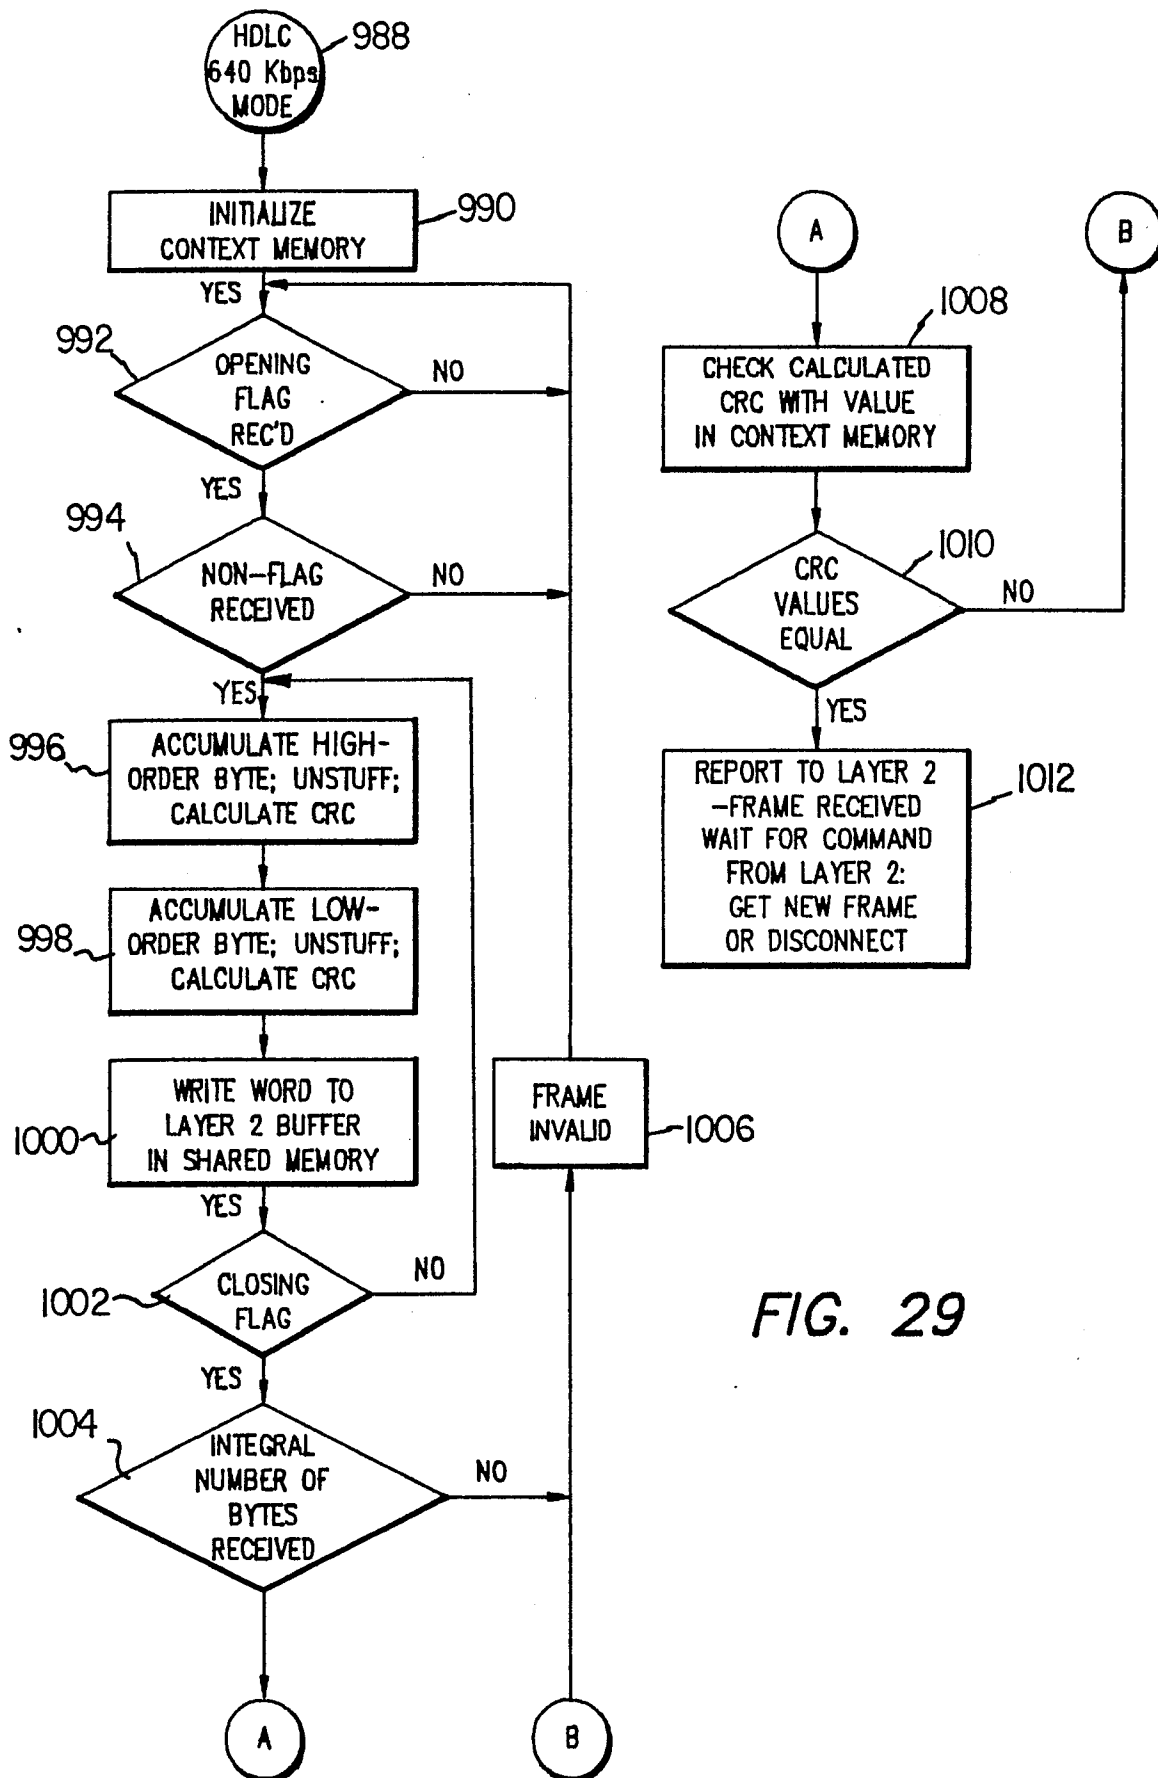 HDLC
640 Kbps
MODE
988
INITIALIZE
CONTEXT MEMORY
990
YES
992
OPENING
FLAG
REC'D
NO
YES
994
NON-FLAG
RECEIVED
NO
YES
996
ACCUMULATE HIGH-
ORDER BYTE; UNSTUFF;
CALCULATE CRC
998
ACCUMULATE LOW-
ORDER BYTE; UNSTUFF;
CALCULATE CRC
1000
WRITE WORD TO
LAYER 2 BUFFER
IN SHARED MEMORY
YES
1002
CLOSING
FLAG
NO
YES
1004
INTEGRAL
NUMBER OF
BYTES
RECEIVED
NO
A
FRAME
INVALID
1006
B
A
B
1008
CHECK CALCULATED
CRC WITH VALUE
IN CONTEXT MEMORY
1010
CRC
VALUES
EQUAL
NO
YES
REPORT TO LAYER 2
-FRAME RECEIVED
WAIT FOR COMMAND
FROM LAYER 2:
GET NEW FRAME
OR DISCONNECT
1012
FIG. 29